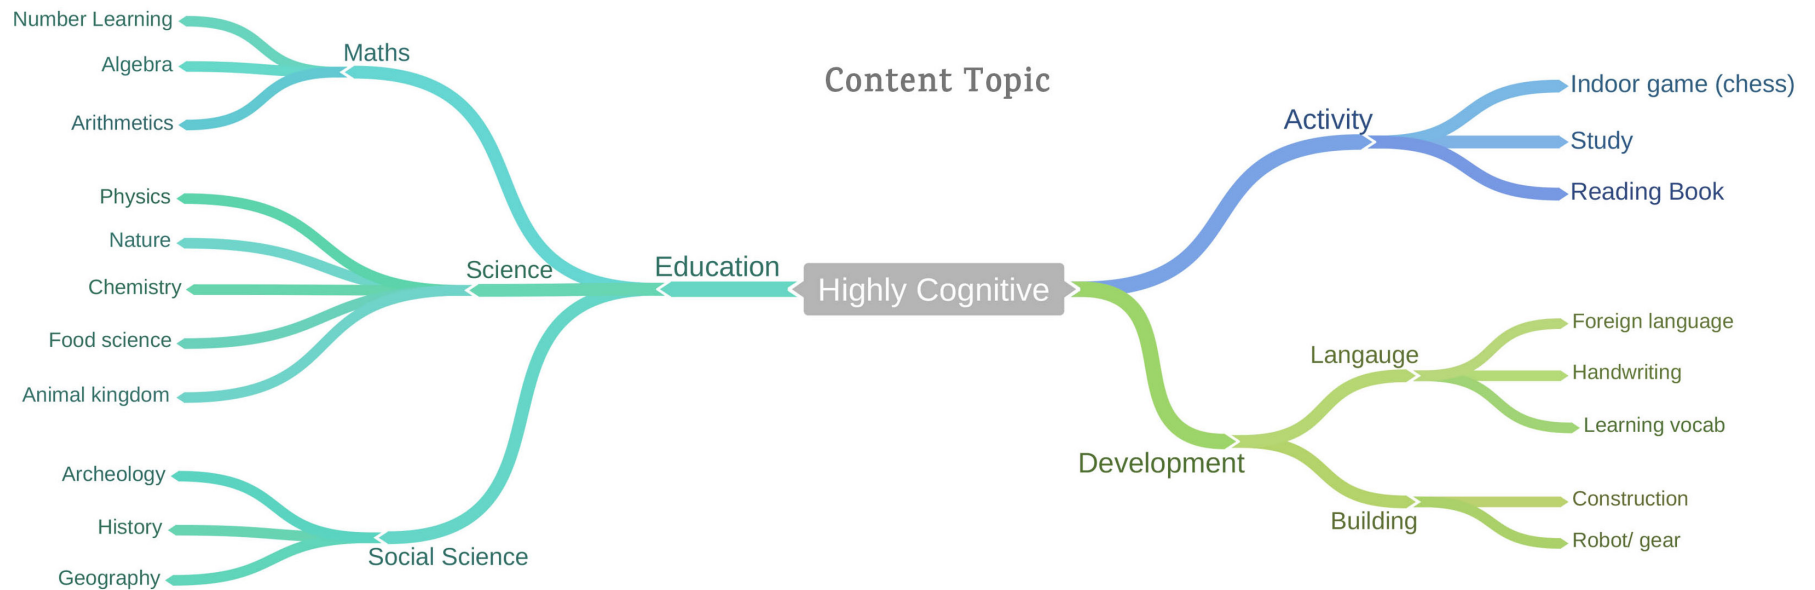 Content Topic
Highly Cognitive
Education
Maths
Number Learning
Algebra
Arithmetics
Science
Physics
Nature
Chemistry
Food science
Animal kingdom
Social Science
Archeology
History
Geography
Activity
Indoor game (chess)
Study
Reading Book
Development
Langauge
Foreign language
Handwriting
Learning vocab
Building
Construction
Robot/ gear